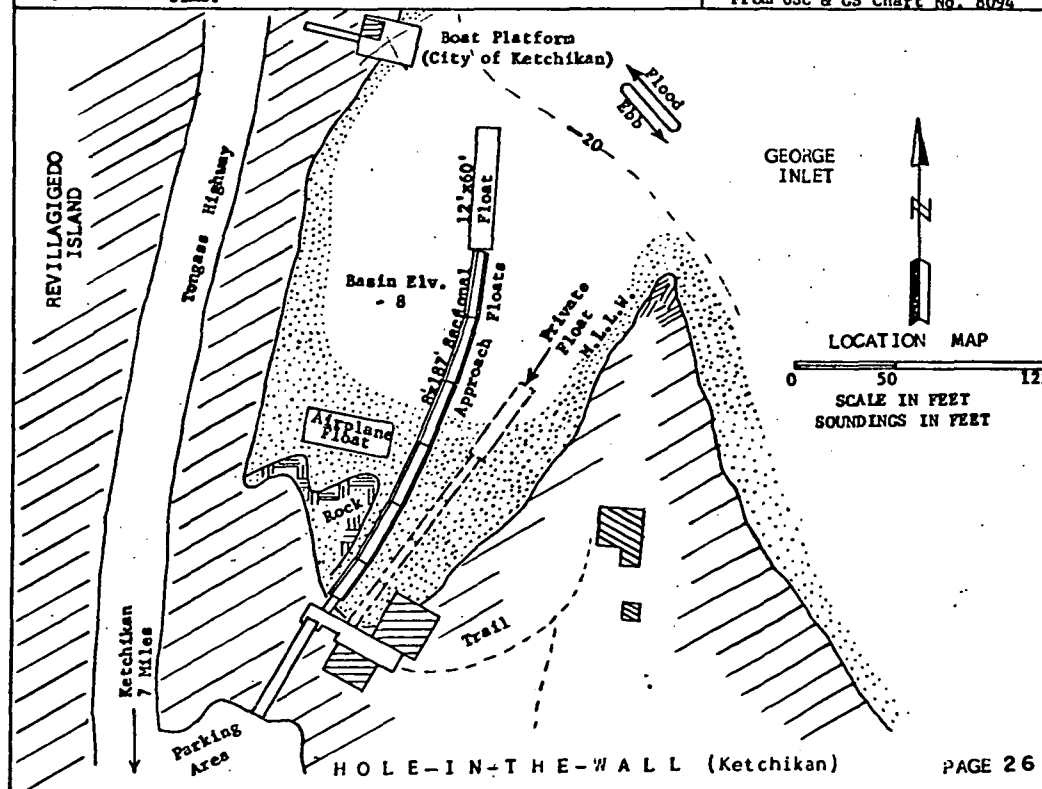 From USC & GS Chart No. 8094
Boat Platform
(City of Ketchikan)
Flood
Ebb
20
GEORGE
INLET
N
REVILLAGIGEDO
ISLAND
Tongass Highway
12'x60'
Float
Basin Elv.
- 8
8'x187' Sectional
Approach Floats
Private
Float
M.L.L.W.
LOCATION MAP
0 50
SCALE IN FEET
SOUNDINGS IN FEET
Airplane
Float
Rock
Trail
Ketchikan
7 Miles
Parking
Area
HOLE-IN-THE-WALL (Ketchikan)
PAGE 26